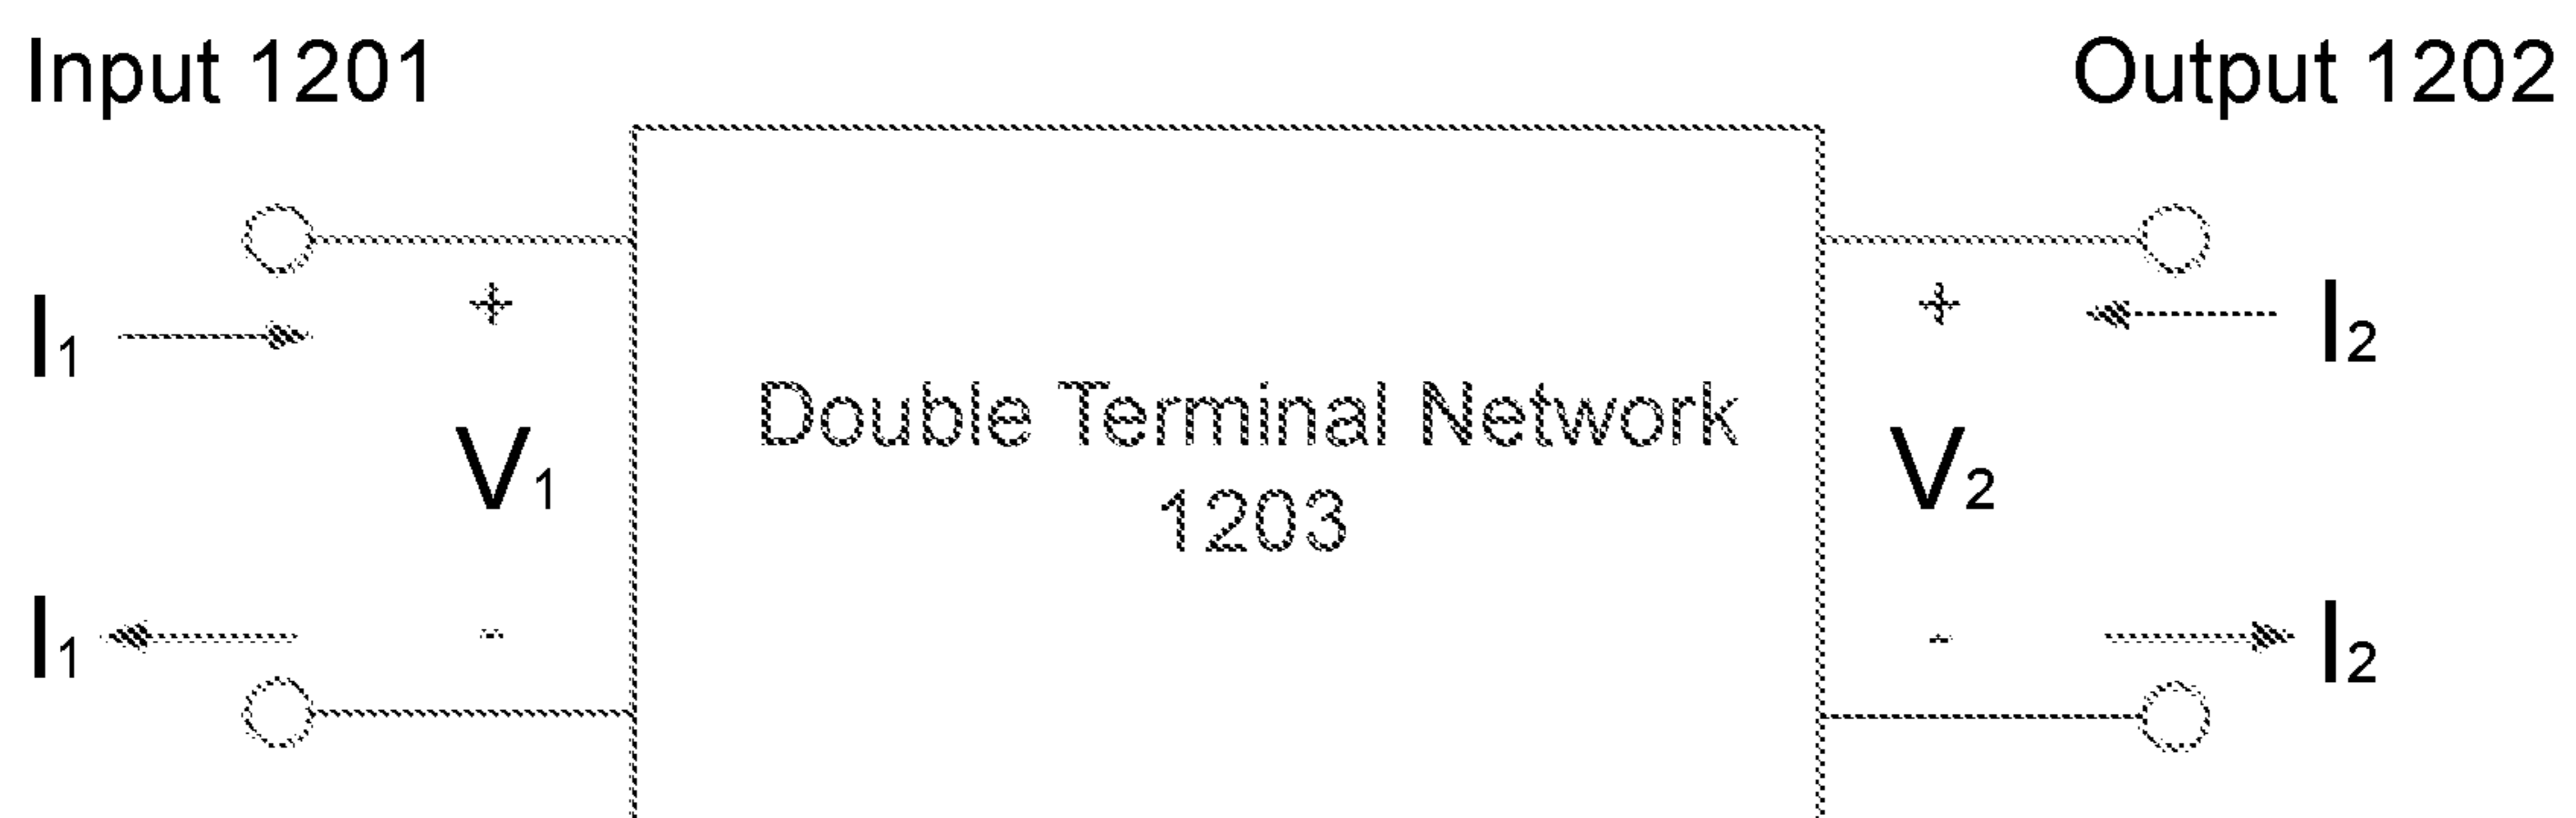 Input 1201
Output 1202
I₁
+
+
I₂
V₁
Double Terminal Network
1203
V₂
I₁
-
-
I₂